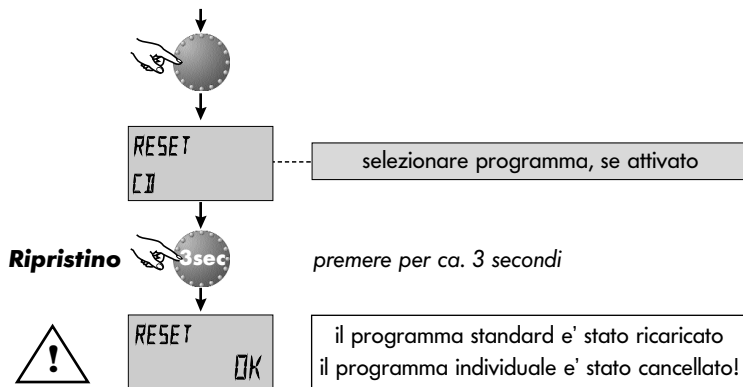 RESET
CD
selezionare programma, se attivato
Ripristino
3sec
premere per ca. 3 secondi
!
RESET
OK
il programma standard e' stato ricaricato
il programma individuale e' stato cancellato!